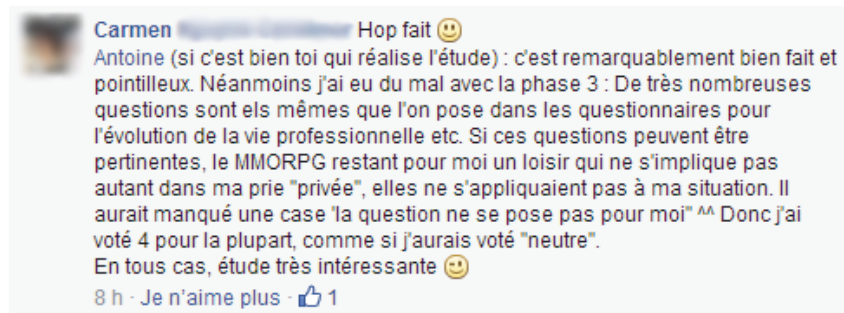 Carmen Hop fait
Antoine (si c'est bien toi qui réalise l'étude) : c'est remarquablement bien fait et
pointilleux. Néanmoins j'ai eu du mal avec la phase 3 : De très nombreuses
questions sont els mêmes que l'on pose dans les questionnaires pour
l'évolution de la vie professionnelle etc. Si ces questions peuvent être
pertinentes, le MMORPG restant pour moi un loisir qui ne s'implique pas
autant dans ma prie "privée", elles ne s'appliquaient pas à ma situation. Il
aurait manqué une case 'la question ne se pose pas pour moi" ^^ Donc j'ai
voté 4 pour la plupart, comme si j'aurais voté "neutre".
En tous cas, étude très intéressante
8 h · Je n'aime plus · 1